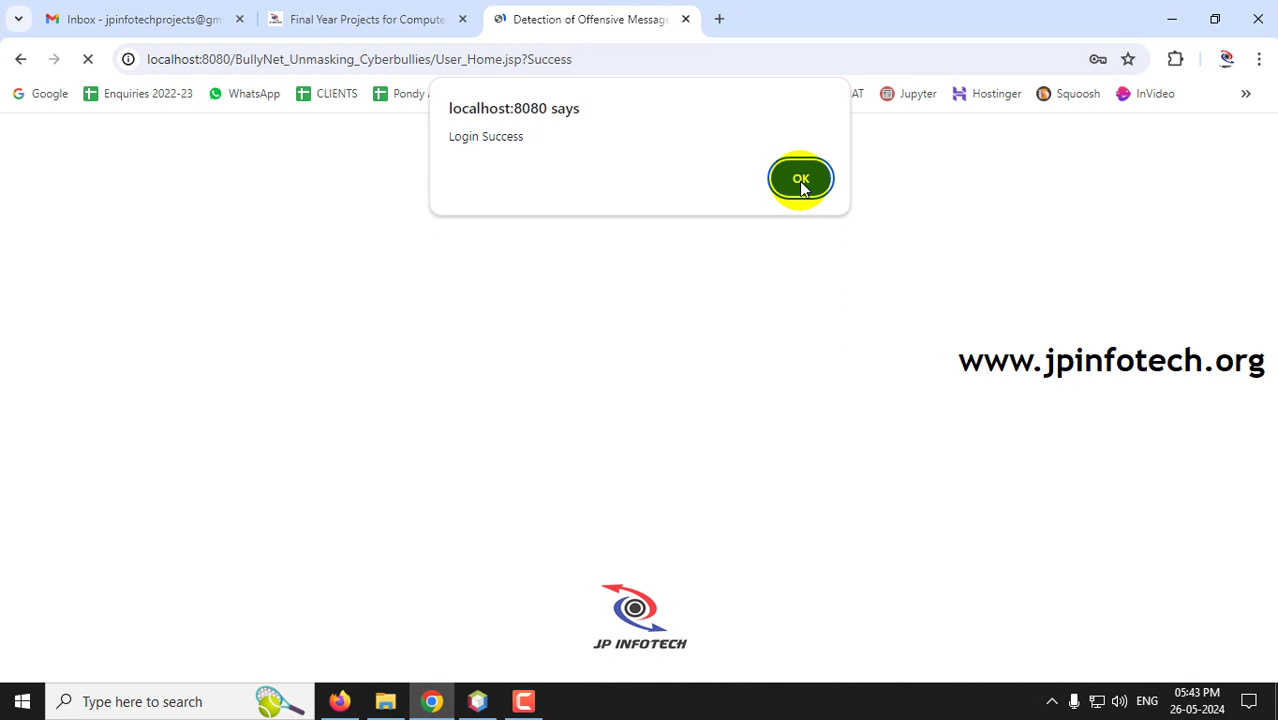 Inbox - jpinfotechprojects@gm
Final Year Projects for Compute
Detection of Offensive Message
localhost:8080/BullyNet_Unmasking_Cyberbullies/User_Home.jsp?Success
Google
Enquiries 2022-23
WhatsApp
CLIENTS
Pondy
AT
Jupyter
Hostinger
Squoosh
InVideo
localhost:8080 says
Login Success
OK
www.jpinfotech.org
JP INFOTECH
Type here to search
ENG
05:43 PM
26-05-2024